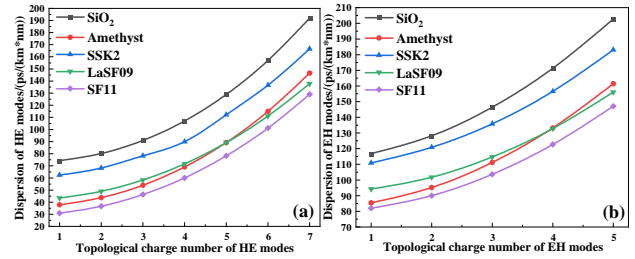 Dispersion of HE modes/(ps/(km*nm))
200
190
180
170
160
150
140
130
120
110
100
90
80
70
60
50
40
30
20
SiO2
Amethyst
SSK2
LaSF09
SF11
(a)
1 2 3 4 5 6 7
Topological charge number of HE modes
Dispersion of EH modes/(ps/(km*nm))
210
200
190
180
170
160
150
140
130
120
110
100
90
80
70
SiO2
Amethyst
SSK2
LaSF09
SF11
(b)
1 2 3 4 5
Topological charge number of EH modes